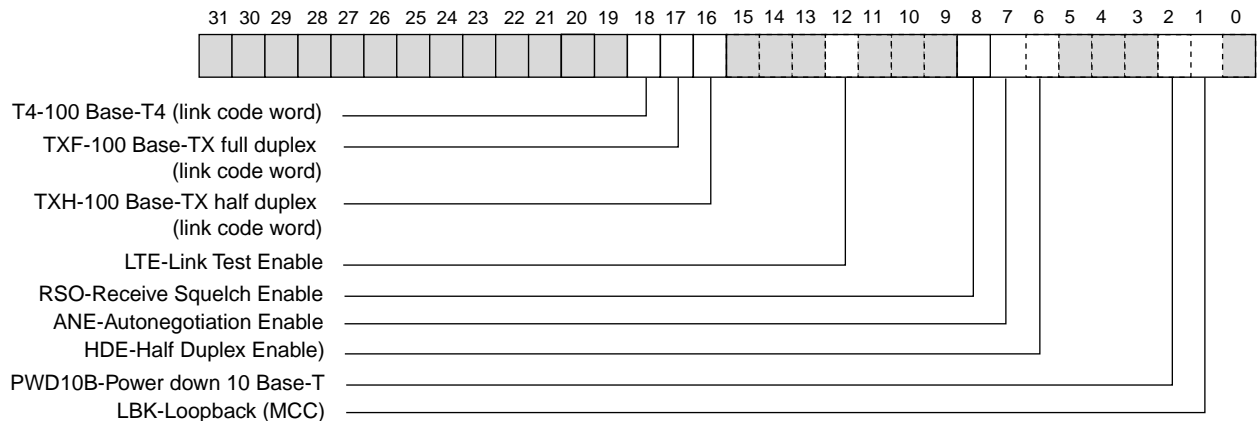 31 30 29 28 27 26 25 24 23 22 21 20 19 18 17 16 15 14 13 12 11 10 9 8 7 6 5 4 3 2 1 0
T4-100 Base-T4 (link code word)
TXF-100 Base-TX full duplex
(link code word)
TXH-100 Base-TX half duplex
(link code word)
LTE-Link Test Enable
RSO-Receive Squelch Enable
ANE-Autonegotiation Enable
HDE-Half Duplex Enable)
PWD10B-Power down 10 Base-T
LBK-Loopback (MCC)